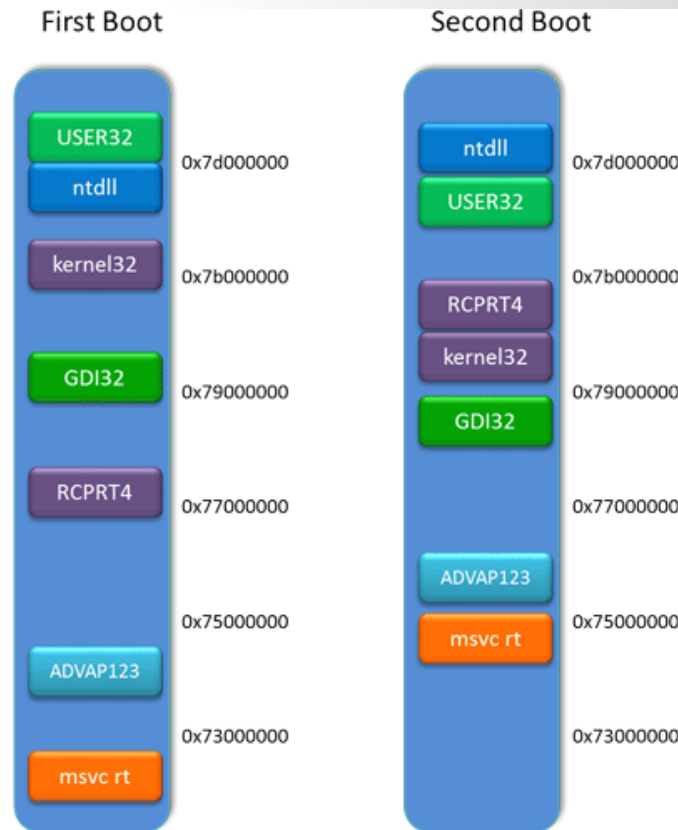 First Boot
USER32
0x7d000000
ntdll
kernel32
0x7b000000
GDI32
0x79000000
RCPRT4
0x77000000
0x75000000
ADVAP123
0x73000000
msvc rt
Second Boot
ntdll
0x7d000000
USER32
0x7b000000
RCPRT4
kernel32
0x79000000
GDI32
0x77000000
ADVAP123
0x75000000
msvc rt
0x73000000